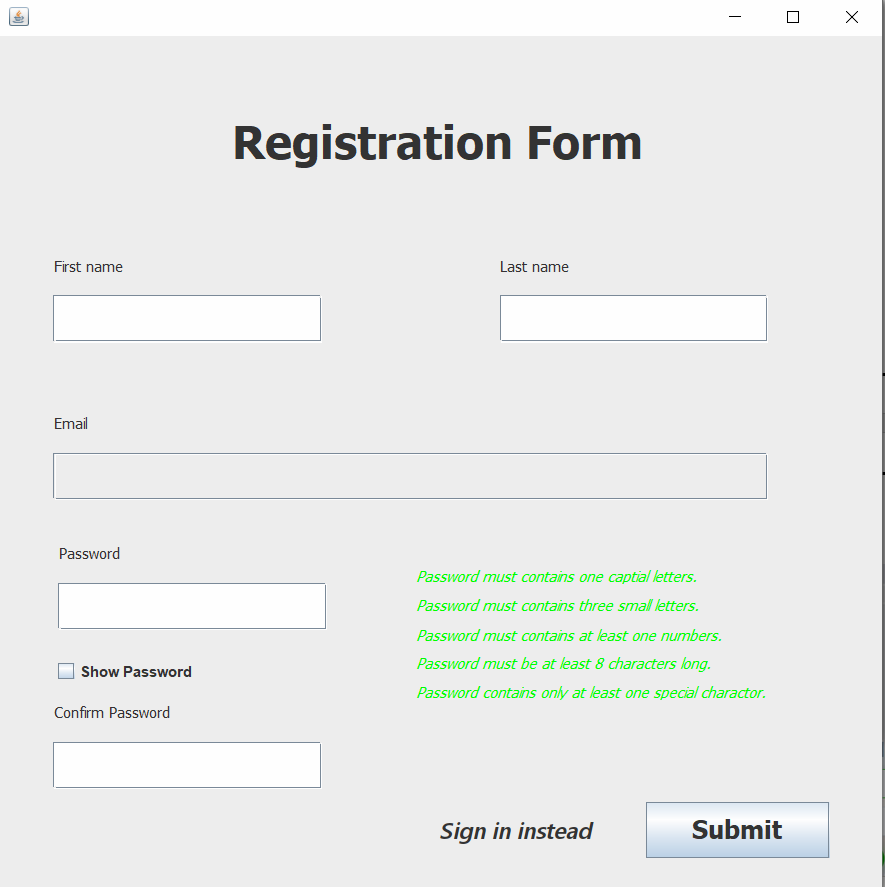 Registration Form
First name
Last name
Email
Password
Password must contains one captial letters.
Password must contains three small letters.
Password must contains at least one numbers.
Password must be at least 8 characters long.
Show Password
Password contains only at least one special charactor.
Confirm Password
Sign in instead
Submit